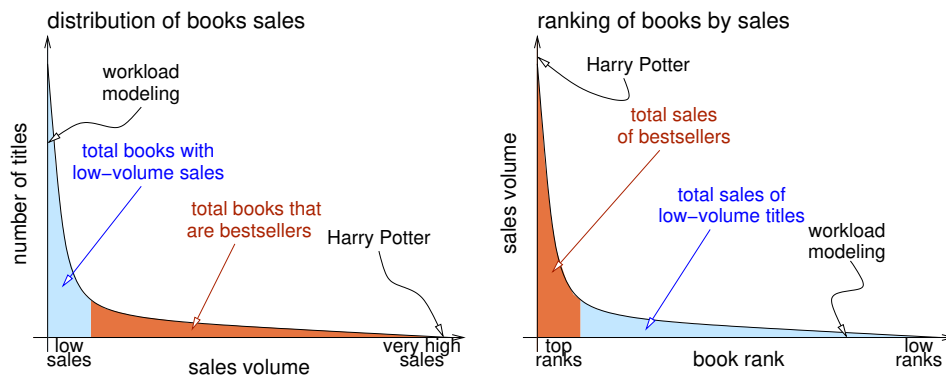 distribution of books sales
number of titles
workload
modeling
total books with
low−volume sales
total books that
are bestsellers
Harry Potter
low
sales
sales volume
very high
sales
ranking of books by sales
sales volume
Harry Potter
total sales
of bestsellers
total sales of
low−volume titles
workload
modeling
top
ranks
book rank
low
ranks